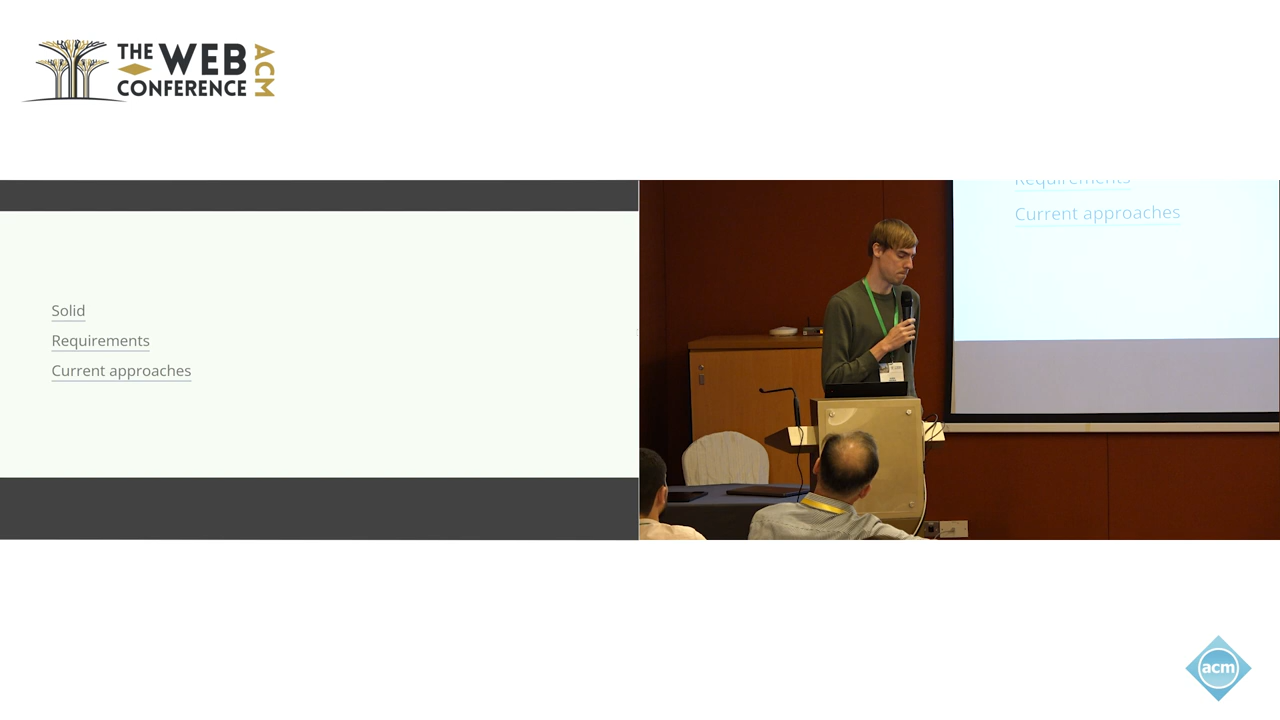 THE WEB
CONFERENCE
ACM
Solid
Requirements
Current approaches
Requirements
Current approaches
acm